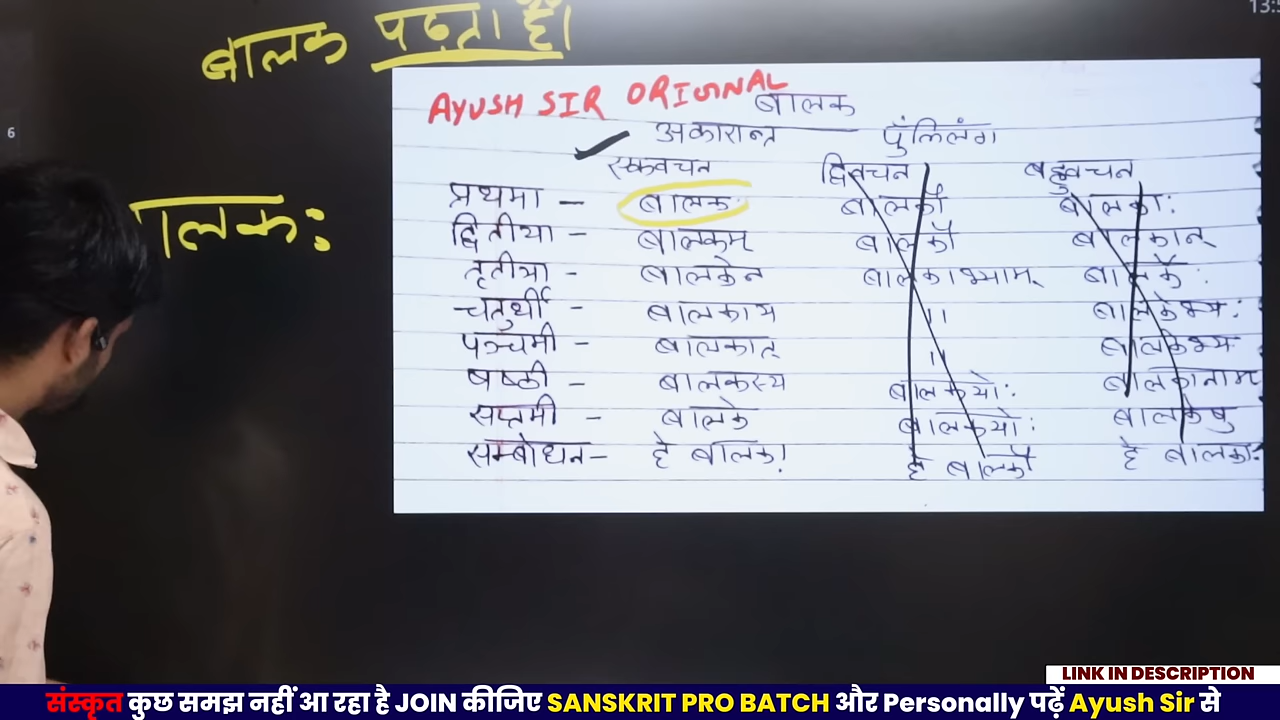 13:
बालक पढ़ता है।
6
AYUSH SIR ORIGINAL
बालक
अकारान्त पुंलिलंग
एकवचन द्विवचन बहुवचन
प्रथमा – बालकः बालकौ बालकाः
द्वितीया – बालकम् बालकौ बालकान्
तृतीया – बालकेन बालकाभ्याम् बालकैः
चतुर्थी – बालकाय " बालकेभ्यः
पञ्चमी – बालकात् " बालकेभ्यः
षष्ठी – बालकस्य बालकयोः बालकानाम्
सप्तमी – बालके बालकयोः बालकेषु
सम्बोधन – हे बालक! हे बालकौ हे बालकाः
ालकः
LINK IN DESCRIPTION
संस्कृत कुछ समझ नहीं आ रहा है JOIN कीजिए SANSKRIT PRO BATCH और Personally पढ़ें Ayush Sir से